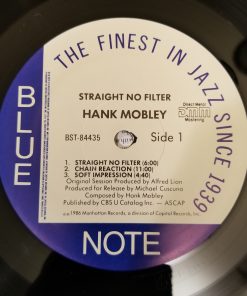 THE FINEST IN JAZZ SINCE 1939
BLUE
NOTE
STRAIGHT NO FILTER
HANK MOBLEY
Direct Metal
DMM
Mastering
BST-84435
Side 1
1. STRAIGHT NO FILTER (6:00)
2. CHAIN REACTION (11:00)
3. SOFT IMPRESSION (4:40)
Original Session Produced by Alfred Lion
Produced for Release by Michael Cuscuna
Composed by Hank Mobley
Published by CBS U Catalog Inc. - ASCAP
1986 Manhattan Records, a division of Capitol Records, Inc.